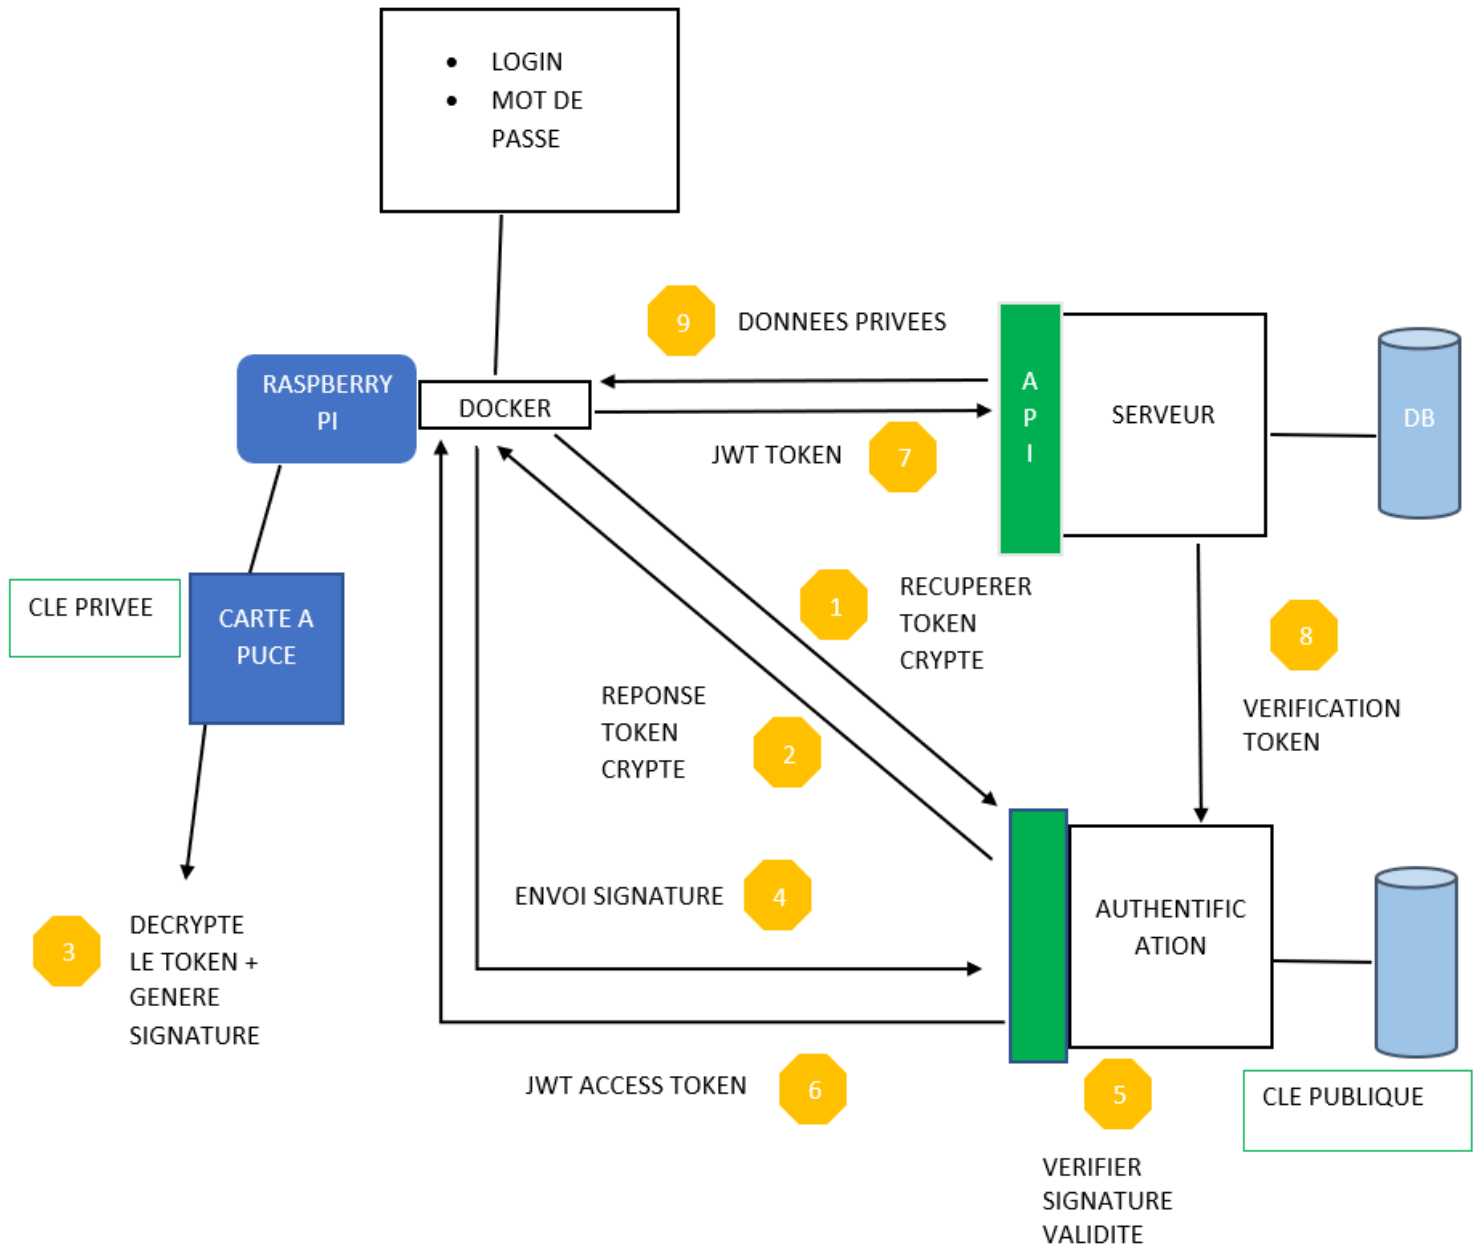 LOGIN
MOT DE
PASSE
9
DONNEES PRIVEES
RASPBERRY
PI
DOCKER
A
P
I
SERVEUR
DB
JWT TOKEN
7
CLE PRIVEE
CARTE A
PUCE
1
RECUPERER
TOKEN
CRYPTE
8
VERIFICATION
TOKEN
REPONSE
TOKEN
CRYPTE
2
ENVOI SIGNATURE
4
3
DECRYPTE
LE TOKEN +
GENERE
SIGNATURE
AUTHENTIFIC
ATION
JWT ACCESS TOKEN
6
5
CLE PUBLIQUE
VERIFIER
SIGNATURE
VALIDITE